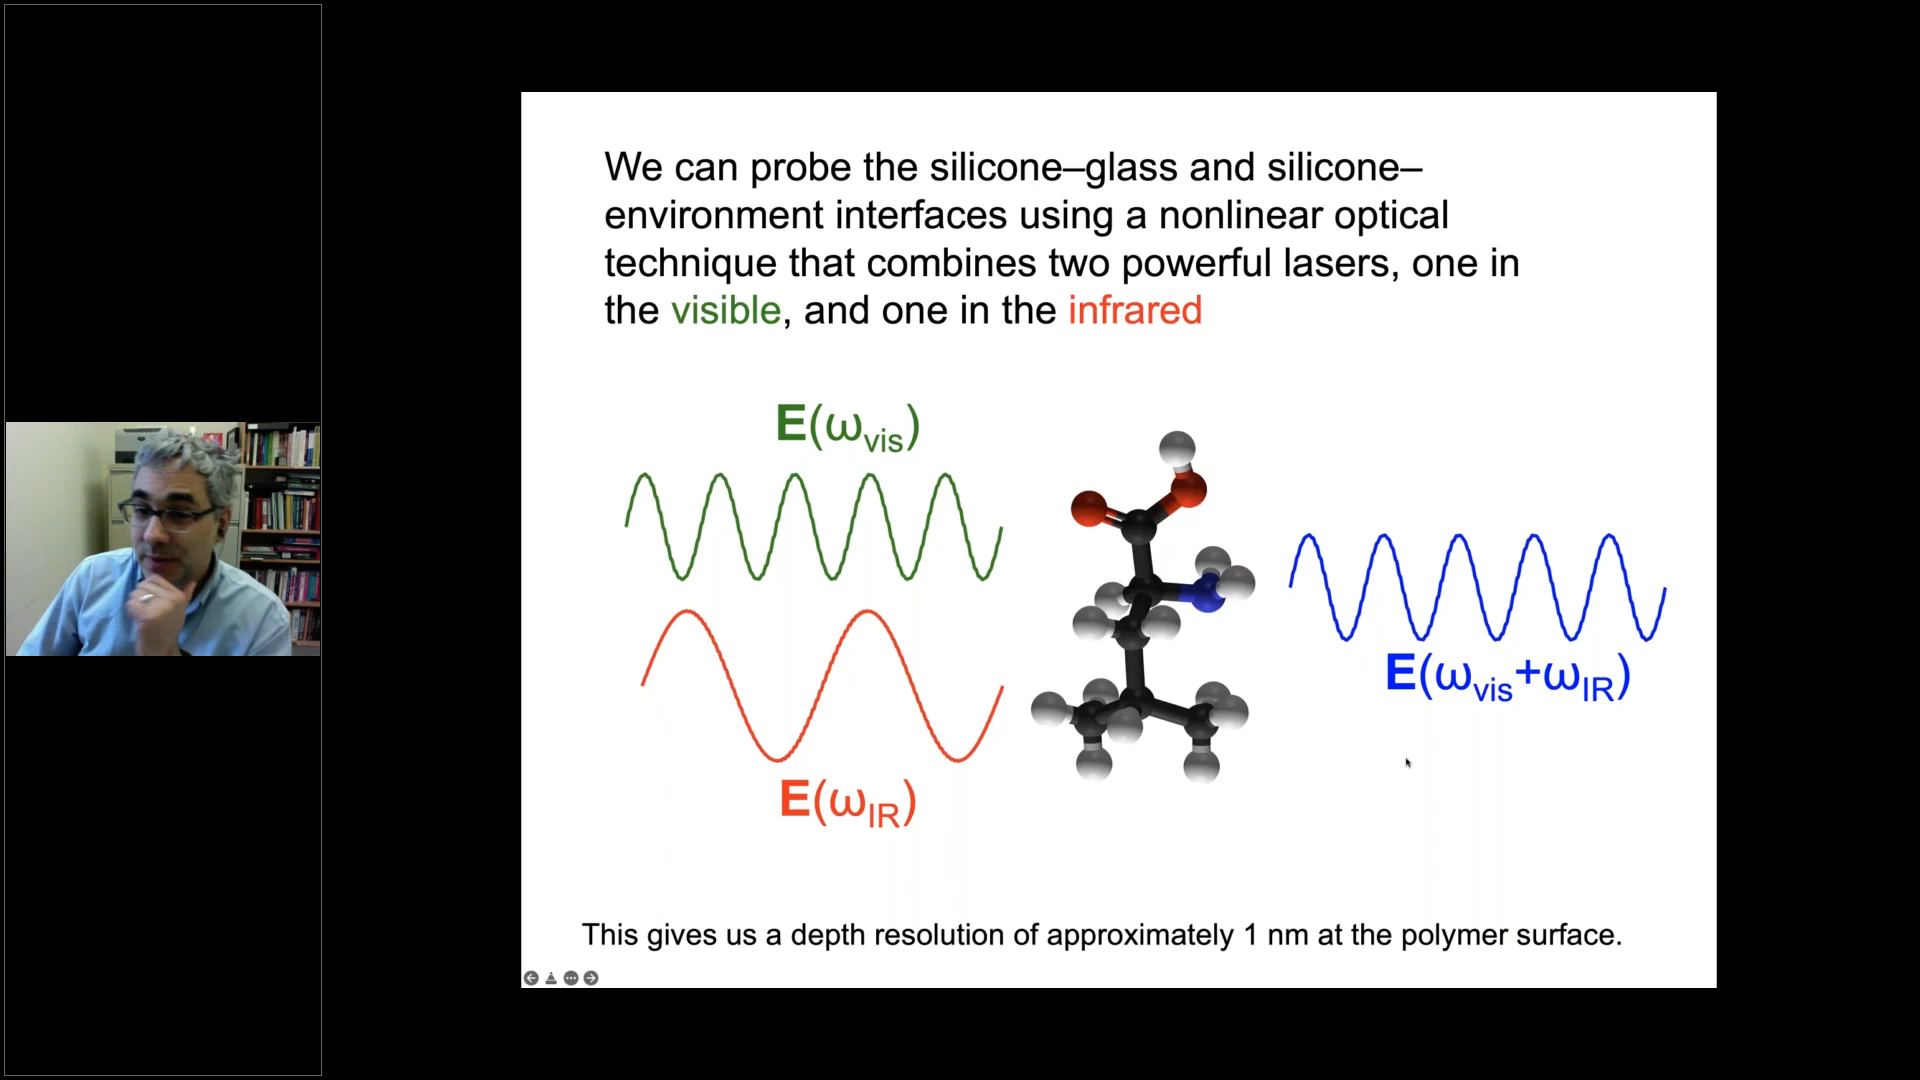 We can probe the silicone–glass and silicone–
environment interfaces using a nonlinear optical
technique that combines two powerful lasers, one in
the visible, and one in the infrared
E(ωvis)
E(ωIR)
E(ωvis+ωIR)
This gives us a depth resolution of approximately 1 nm at the polymer surface.